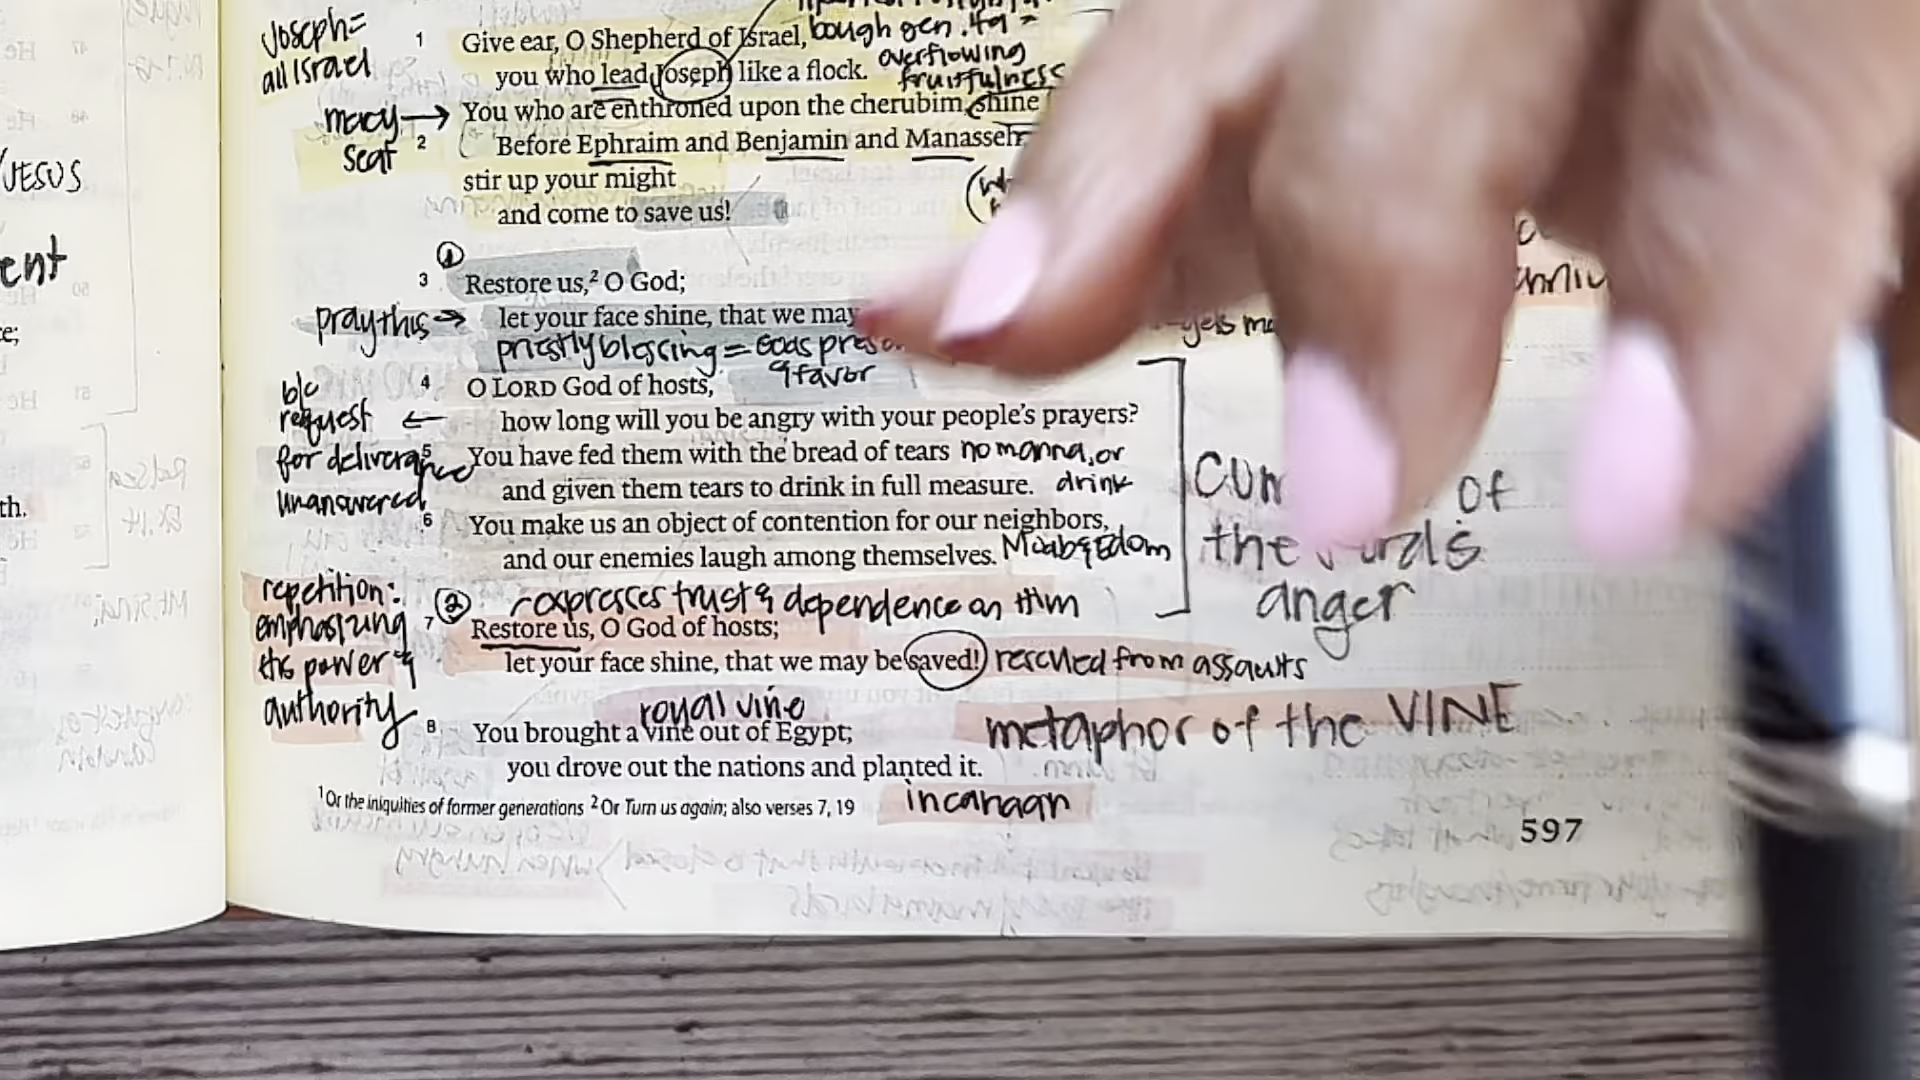 Joseph=
all Israel
1 Give ear, O Shepherd of Israel, bough gen. 49 =
you who lead Joseph like a flock. overflowing
fruitfulness
mercy → You who are enthroned upon the cherubim, shine
seat 2 Before Ephraim and Benjamin and Manasseh,
stir up your might
and come to save us!
/JESUS
ent
①
3 Restore us,² O God;
pray this → let your face shine, that we may
priestly blessing = Gods
& favor
b/c 4 O LORD God of hosts,
request ← how long will you be angry with your people's prayers?
for deliverance 5 You have fed them with the bread of tears no manna, or
unanswered and given them tears to drink in full measure. drink
6 You make us an object of contention for our neighbors,
and our enemies laugh among themselves. Moab & Edom
of
the
anger
th.
repetition: ② expresses trust & dependence on Him
emphasizing 7 Restore us, O God of hosts;
His power & let your face shine, that we may be saved! rescued from assaults
authority royal vine
8 You brought a vine out of Egypt; metaphor of the VINE
you drove out the nations and planted it.
in canaan
¹Or the iniquities of former generations ²Or Turn us again; also verses 7, 19
597